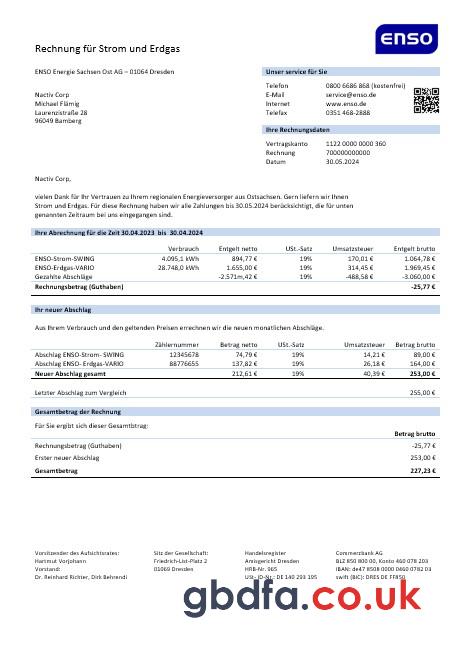 enso
Rechnung für Strom und Erdgas
ENSO Energie Sachsen Ost AG – 01064 Dresden
Nactiv Corp
Michael Flämig
Laurenzistraße 28
96049 Bamberg
Unser service für Sie
Telefon 0800 6686 868 (kostenfrei)
E-Mail service@enso.de
Internet www.enso.de
Telefax 0351 468-2888
Ihre Rechnungsdaten
Vertragskonto 1122 0000 0000 360
Rechnung 700000000000
Datum 30.05.2024
Nactiv Corp,
vielen Dank für Ihr Vertrauen zu Ihrem regionalen Energieversorger aus Ostsachsen. Gern liefern wir Ihnen
Strom und Erdgas. Für diese Rechnung haben wir alle Zahlungen bis 30.05.2024 berücksichtigt, die für unten
genannten Zeitraum bei uns eingegangen sind.
Ihre Abrechnung für die Zeit 30.04.2023 bis 30.04.2024
Verbrauch Entgelt netto USt.-Satz Umsatzsteuer Entgelt brutto
ENSO-Strom-SWING 4.095,1 kWh 894,77 € 19% 170,01 € 1.064,78 €
ENSO-Erdgas-VARIO 28.748,0 kWh 1.655,00 € 19% 314,45 € 1.969,45 €
Gezahlte Abschläge -2.571m,42 € 19% -488,58 € -3.060,00 €
Rechnungsbetrag (Guthaben) -25,77 €
Ihr neuer Abschlag
Aus Ihrem Verbrauch und den geltenden Preisen errechnen wir die neuen monatlichen Abschläge.
Zählernummer Betrag netto USt.-Satz Umsatzsteuer Betrag brutto
Abschlag ENSO-Strom- SWING 12345678 74,79 € 19% 14,21 € 89,00 €
Abschlag ENSO- Erdgas-VARIO 88776655 137,82 € 19% 26,18 € 164,00 €
Neuer Abschlag gesamt 212,61 € 19% 40,39 € 253,00 €
Letzter Abschlag zum Vergleich 255,00 €
Gesamtbetrag der Rechnung
Für Sie ergibt sich dieser Gesambtrag:
Betrag brutto
Rechnungsbetrag (Guthaben) -25,77 €
Erster neuer Abschlag 253,00 €
Gesamtbetrag 227,23 €
Vorsitzender des Aufsichtsrates:
Hartmut Vorjohann
Vorstand:
Dr. Reinhard Richter, Dirk Behrendi
Sitz der Gesellschaft:
Friedrich-List-Platz 2
01069 Dresden
Handelsregister
Amisgericht Dresden
HRB-Nr. 965
USt- ID-Nr.: DE 140 293 195
Commerzbank AG
BLZ 850 800 00, Konto 460 078 203
IBAN: de47 8508 0000 0460 0782 03
swift (BIC): DRES DE FF850
gbdfa.co.uk